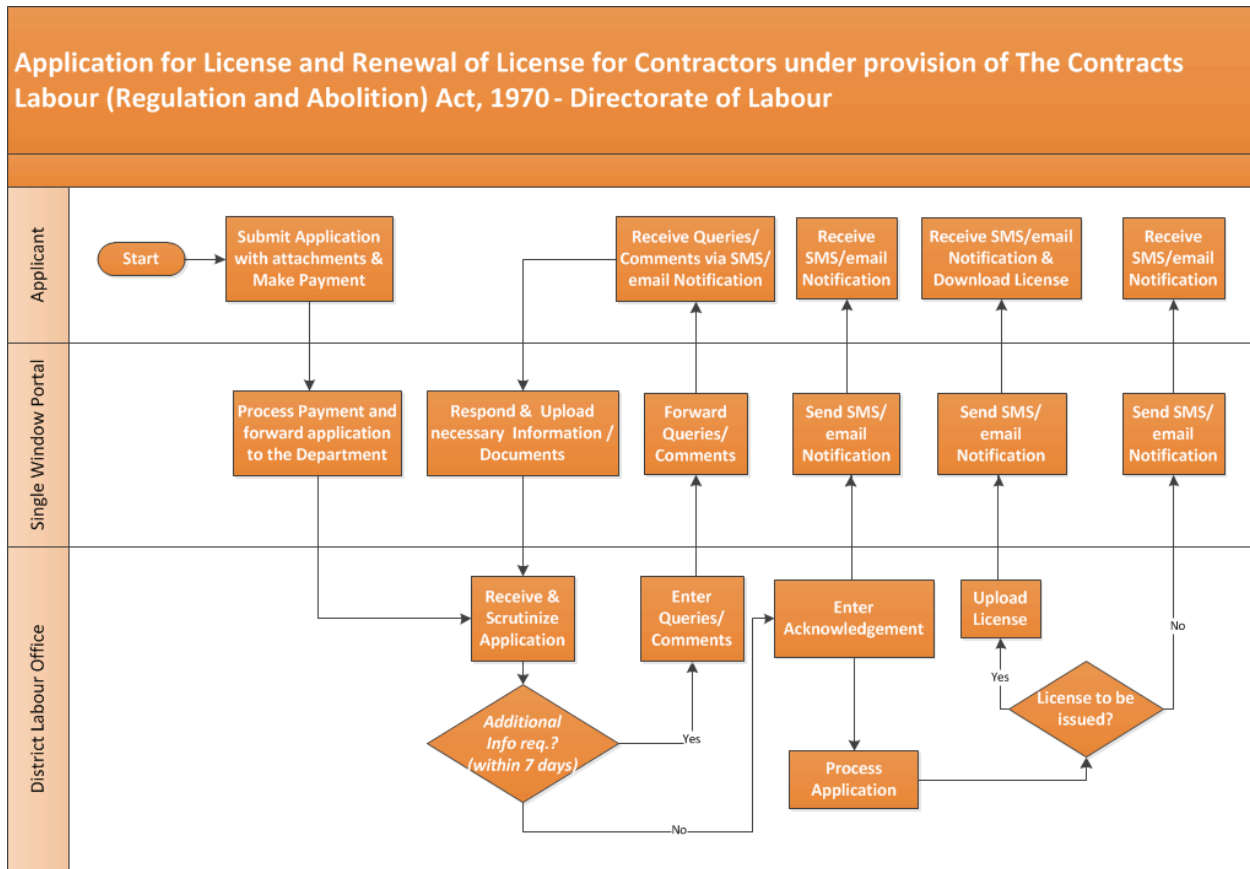 Application for License and Renewal of License for Contractors under provision of The Contracts
Labour (Regulation and Abolition) Act, 1970 - Directorate of Labour
Applicant
Start
Submit Application
with attachments &
Make Payment
Receive Queries/
Comments via SMS/
email Notification
Receive
SMS/email
Notification
Receive SMS/email
Notification &
Download License
Receive
SMS/email
Notification
Single Window Portal
Process Payment and
forward application
to the Department
Respond & Upload
necessary Information /
Documents
Forward
Queries/
Comments
Send SMS/
email
Notification
Send SMS/
email
Notification
Send SMS/
email
Notification
District Labour Office
Receive &
Scrutinize
Application
Enter
Queries/
Comments
Enter
Acknowledgement
Upload
License
No
Yes
License to be
issued?
Additional
Info req.?
(within 7 days)
Yes
Process
Application
No